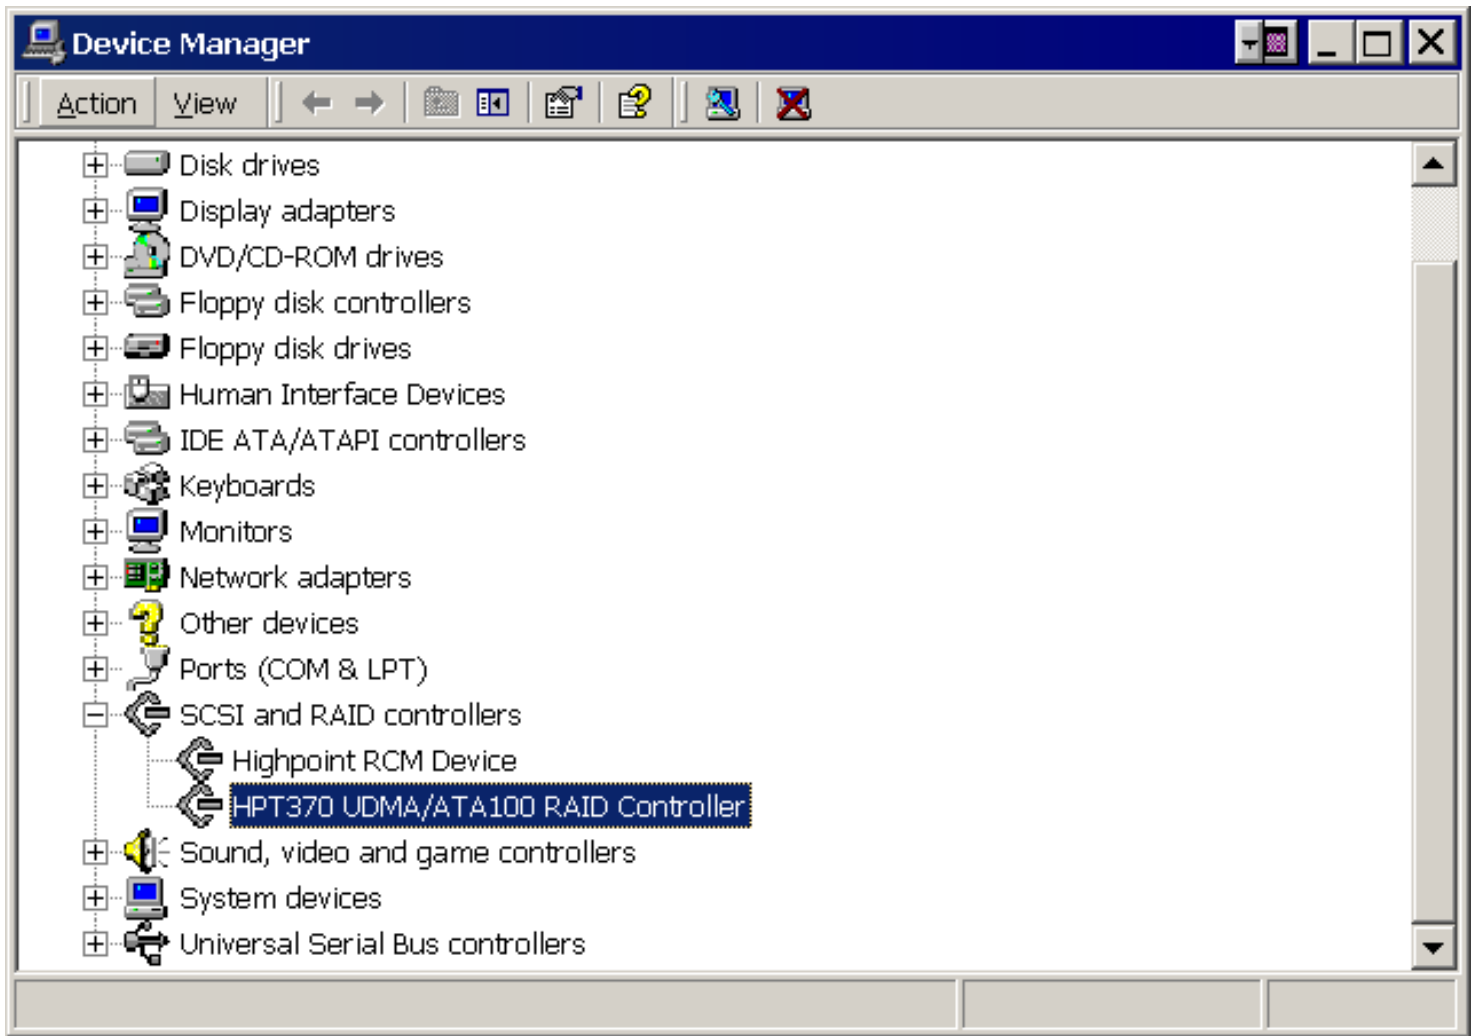 Device Manager
Action View
Disk drives
Display adapters
DVD/CD-ROM drives
Floppy disk controllers
Floppy disk drives
Human Interface Devices
IDE ATA/ATAPI controllers
Keyboards
Monitors
Network adapters
Other devices
Ports (COM & LPT)
SCSI and RAID controllers
Highpoint RCM Device
HPT370 UDMA/ATA100 RAID Controller
Sound, video and game controllers
System devices
Universal Serial Bus controllers